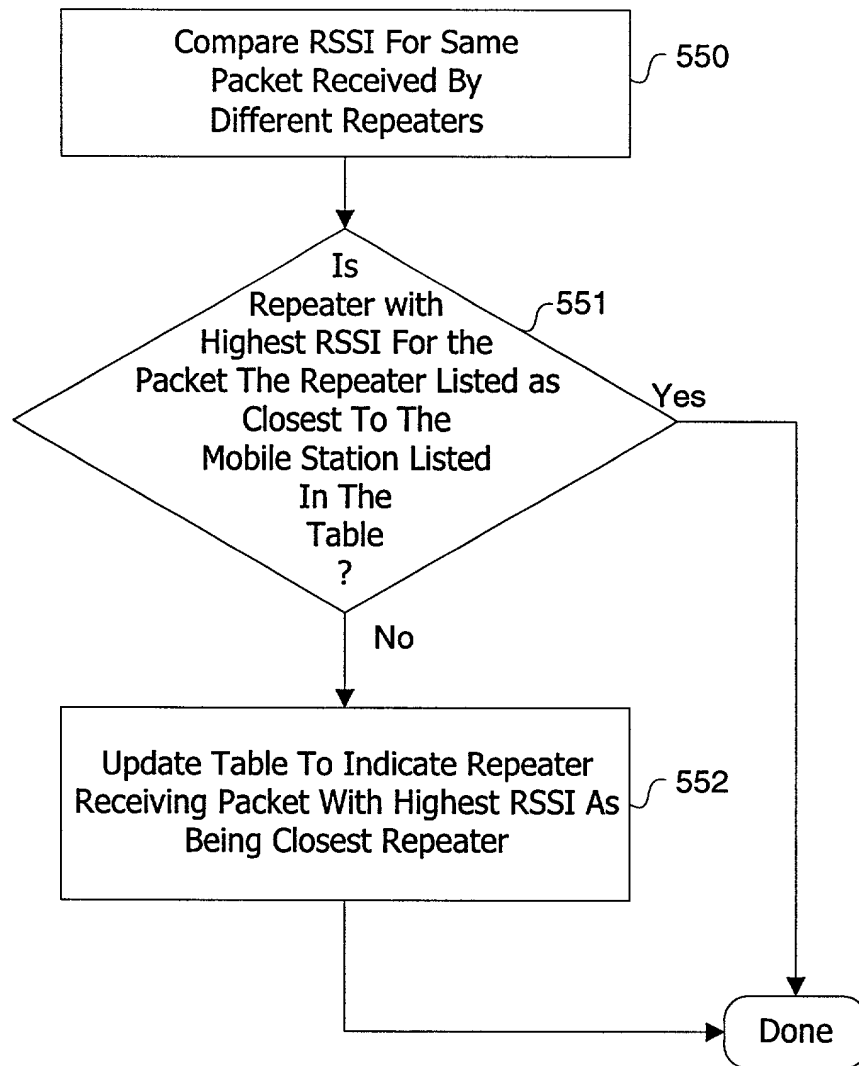 Compare RSSI For Same
Packet Received By
Different Repeaters
550
Is
Repeater with
Highest RSSI For the
Packet The Repeater Listed as
Closest To The
Mobile Station Listed
In The
Table
?
551
Yes
No
Update Table To Indicate Repeater
Receiving Packet With Highest RSSI As
Being Closest Repeater
552
Done